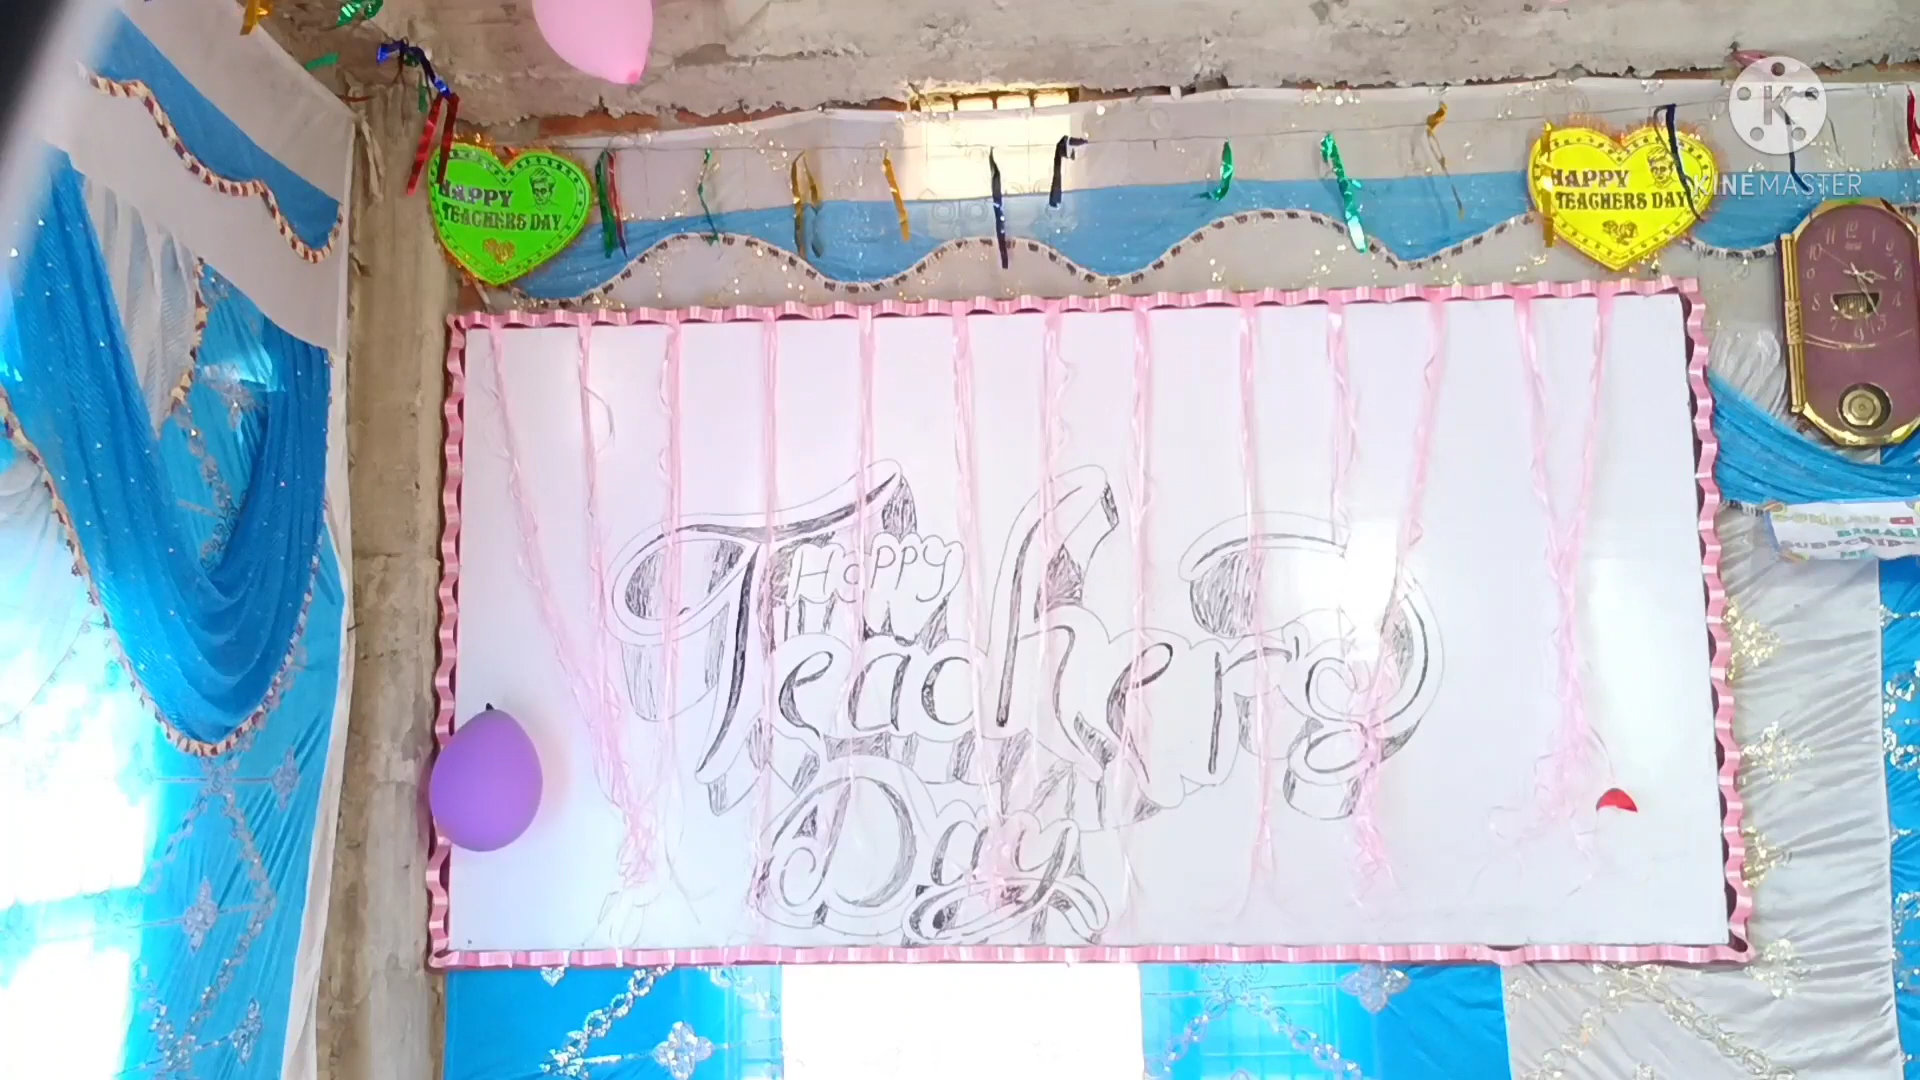 K
KINEMASTER
HAPPY
TEACHERS DAY
HAPPY
TEACHERS DAY
Happy
Teacher's
Day